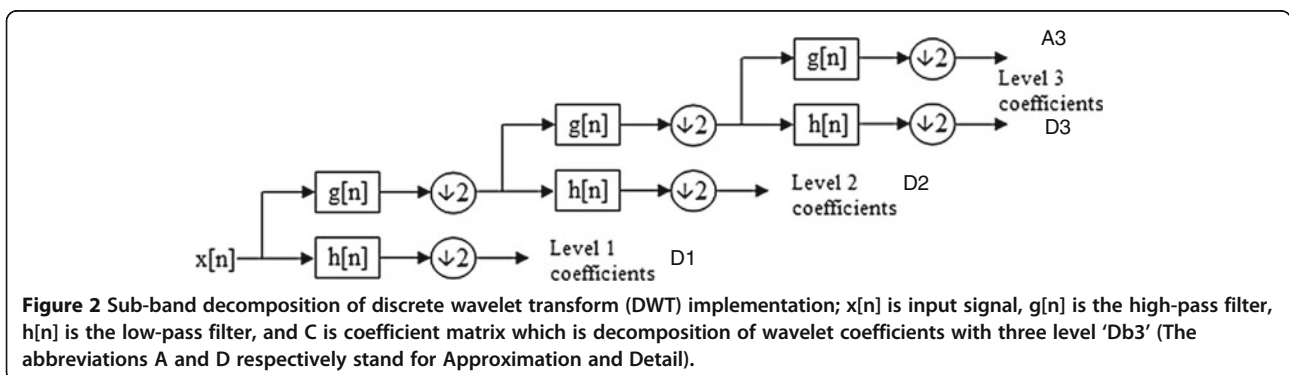 A3
g[n] ↓2
Level 3
coefficients
g[n] ↓2 h[n] ↓2 D3
g[n] ↓2 h[n] ↓2 Level 2 D2
coefficients
x[n] h[n] ↓2 Level 1 D1
coefficients
Figure 2 Sub-band decomposition of discrete wavelet transform (DWT) implementation; x[n] is input signal, g[n] is the high-pass filter,
h[n] is the low-pass filter, and C is coefficient matrix which is decomposition of wavelet coefficients with three level ‘Db3’ (The
abbreviations A and D respectively stand for Approximation and Detail).